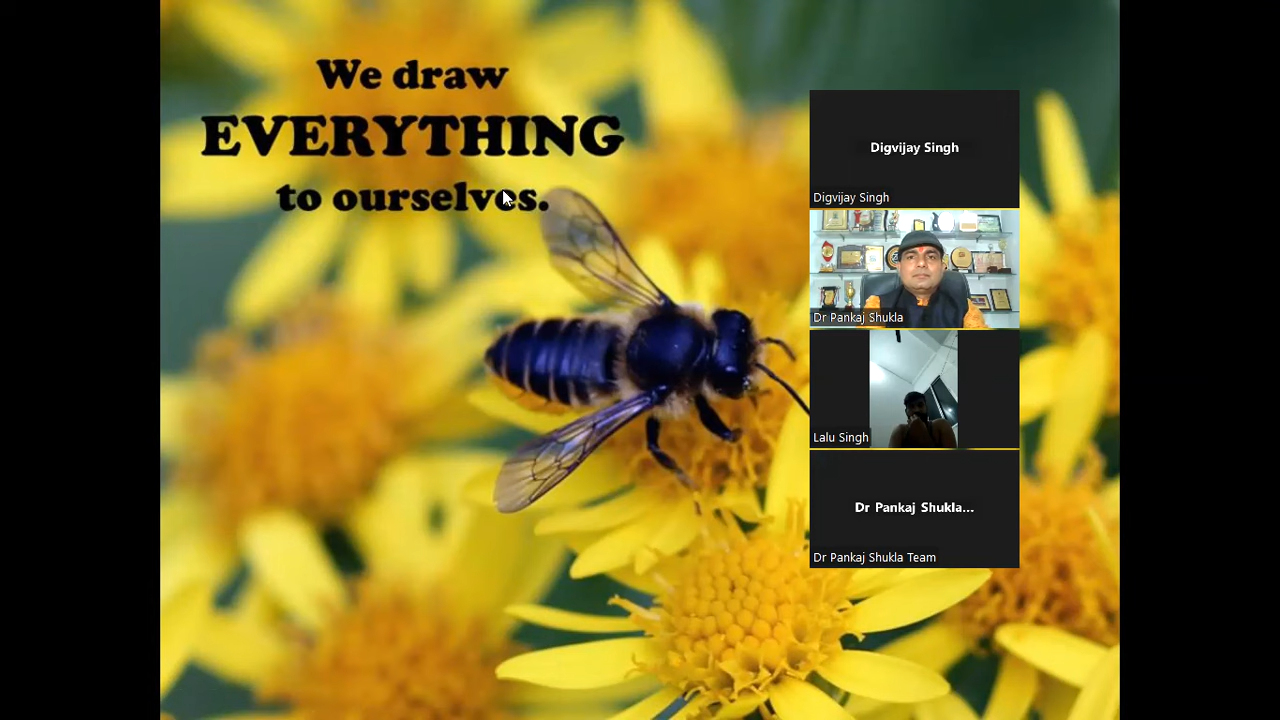 We draw
EVERYTHING
to ourselves.
Digvijay Singh
Digvijay Singh
Dr Pankaj Shukla
Lalu Singh
Dr Pankaj Shukla...
Dr Pankaj Shukla Team